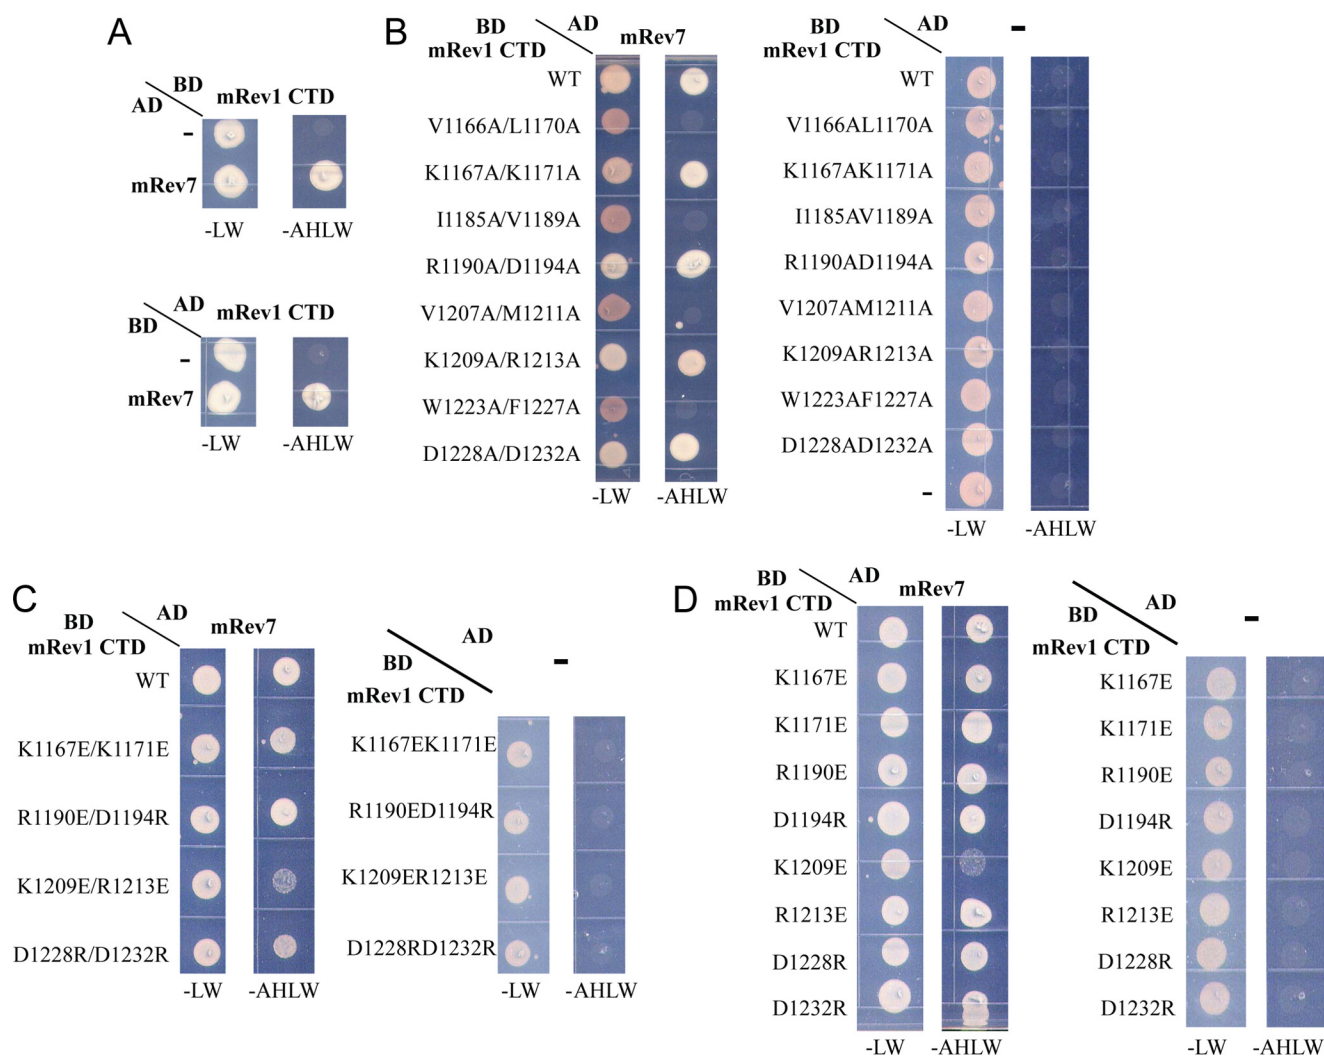 A
BD
AD
mRev1 CTD
-
mRev7
-LW
-AHLW
AD
BD
mRev1 CTD
-
mRev7
-LW
-AHLW
B
BD
AD
mRev1 CTD
mRev7
WT
V1166A/L1170A
K1167A/K1171A
I1185A/V1189A
R1190A/D1194A
V1207A/M1211A
K1209A/R1213A
W1223A/F1227A
D1228A/D1232A
-LW
-AHLW
BD
AD
mRev1 CTD
-
WT
V1166AL1170A
K1167AK1171A
I1185AV1189A
R1190AD1194A
V1207AM1211A
K1209AR1213A
W1223AF1227A
D1228AD1232A
-
-LW
-AHLW
C
BD
AD
mRev1 CTD
mRev7
WT
K1167E/K1171E
R1190E/D1194R
K1209E/R1213E
D1228R/D1232R
-LW
-AHLW
AD
BD
mRev1 CTD
-
K1167EK1171E
R1190ED1194R
K1209ER1213E
D1228RD1232R
-LW
-AHLW
D
BD
AD
mRev1 CTD
mRev7
WT
K1167E
K1171E
R1190E
D1194R
K1209E
R1213E
D1228R
D1232R
-LW
-AHLW
AD
BD
mRev1 CTD
-
K1167E
K1171E
R1190E
D1194R
K1209E
R1213E
D1228R
D1232R
-LW
-AHLW